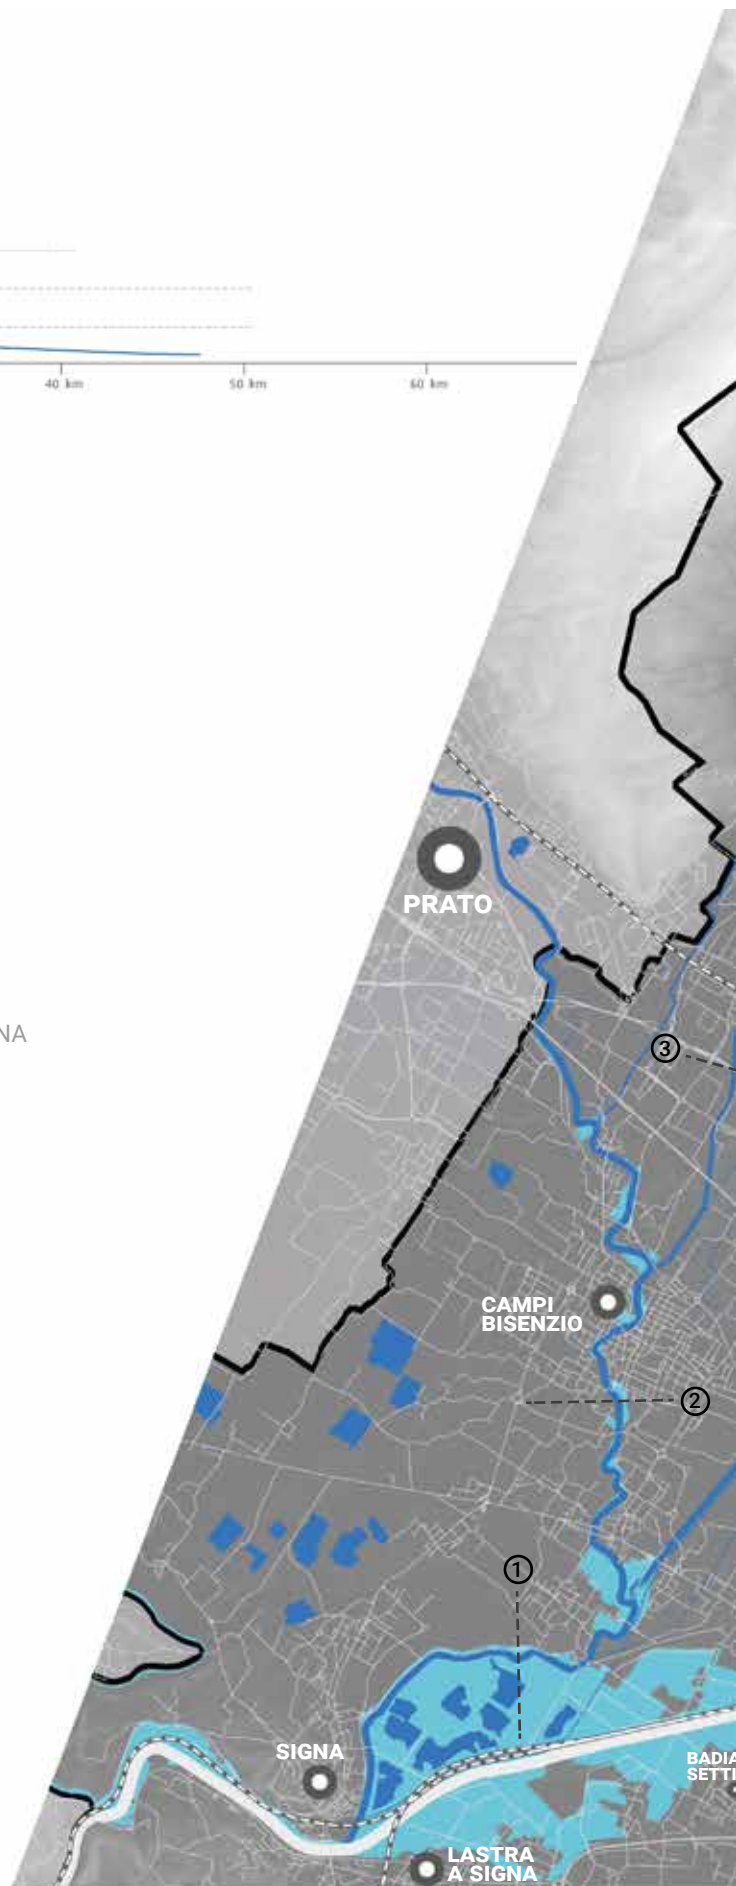 40 km
50 km
60 km
PRATO
NA
3
CAMPI
BISENZIO
2
1
SIGNA
BADIA
SETTI
LASTRA
A SIGNA